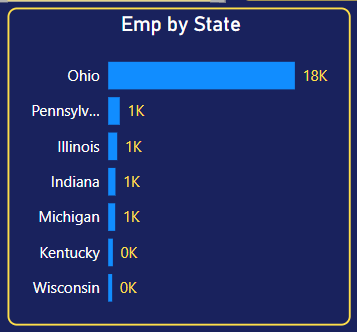 Emp by State
Ohio 18K
Pennsylv... 1K
Illinois 1K
Indiana 1K
Michigan 1K
Kentucky 0K
Wisconsin 0K